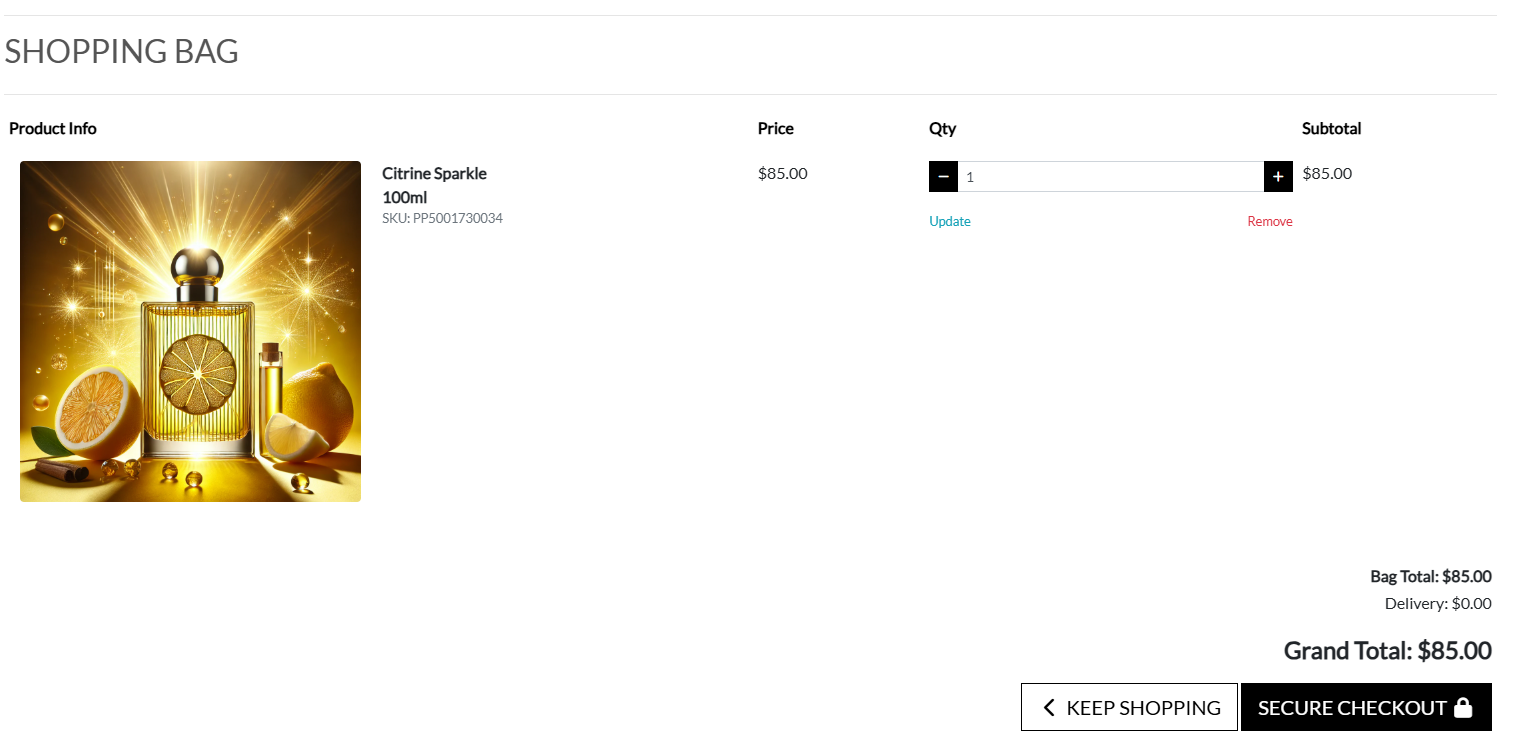 SHOPPING BAG
Product Info Price Qty Subtotal
Citrine Sparkle
100ml
SKU: PP5001730034
$85.00
− 1 +
$85.00
Update Remove
Bag Total: $85.00
Delivery: $0.00
Grand Total: $85.00
KEEP SHOPPING
SECURE CHECKOUT